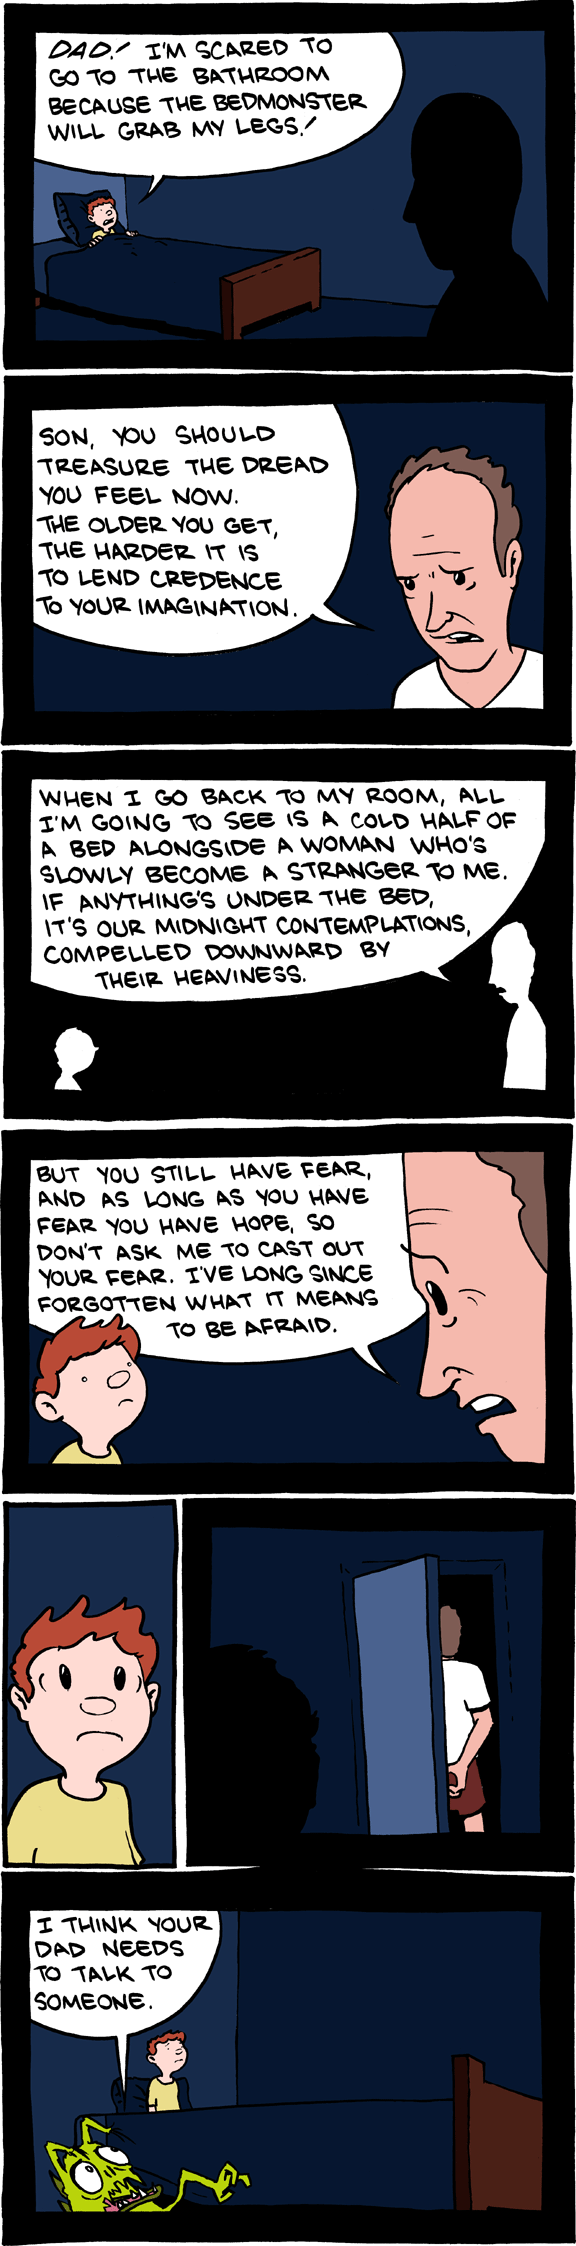 DAD! I'M SCARED TO
GO TO THE BATHROOM
BECAUSE THE BEDMONSTER
WILL GRAB MY LEGS!
SON, YOU SHOULD
TREASURE THE DREAD
YOU FEEL NOW.
THE OLDER YOU GET,
THE HARDER IT IS
TO LEND CREDENCE
TO YOUR IMAGINATION.
WHEN I GO BACK TO MY ROOM, ALL
I'M GOING TO SEE IS A COLD HALF OF
A BED ALONGSIDE A WOMAN WHO'S
SLOWLY BECOME A STRANGER TO ME.
IF ANYTHING'S UNDER THE BED,
IT'S OUR MIDNIGHT CONTEMPLATIONS,
COMPELLED DOWNWARD BY
THEIR HEAVINESS.
BUT YOU STILL HAVE FEAR,
AND AS LONG AS YOU HAVE
FEAR YOU HAVE HOPE, SO
DON'T ASK ME TO CAST OUT
YOUR FEAR. I'VE LONG SINCE
FORGOTTEN WHAT IT MEANS
TO BE AFRAID.
I THINK YOUR
DAD NEEDS
TO TALK TO
SOMEONE.